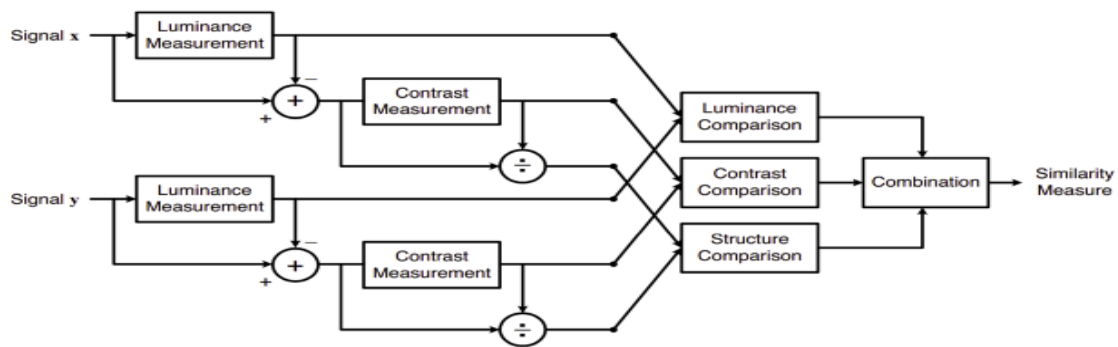 Signal x
Luminance
Measurement
−
+
+
Contrast
Measurement
÷
Luminance
Comparison
Signal y
Luminance
Measurement
Contrast
Comparison
Combination
Similarity
Measure
−
+
+
Contrast
Measurement
Structure
Comparison
÷